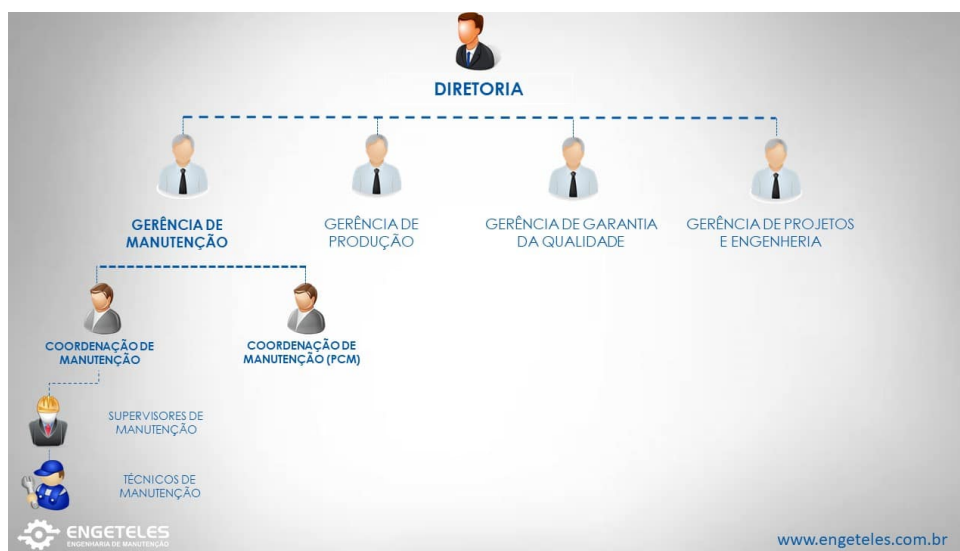 DIRETORIA
GERÊNCIA DE
MANUTENÇÃO
GERÊNCIA DE
PRODUÇÃO
GERÊNCIA DE GARANTIA
DA QUALIDADE
GERÊNCIA DE PROJETOS
E ENGENHERIA
COORDENAÇÃO DE
MANUTENÇÃO
COORDENAÇÃO DE
MANUTENÇÃO (PCM)
SUPERVISORES DE
MANUTENÇÃO
TÉCNICOS DE
MANUTENÇÃO
ENGETELES
ENGENHARIA DE MANUTENÇÃO
www.engeteles.com.br